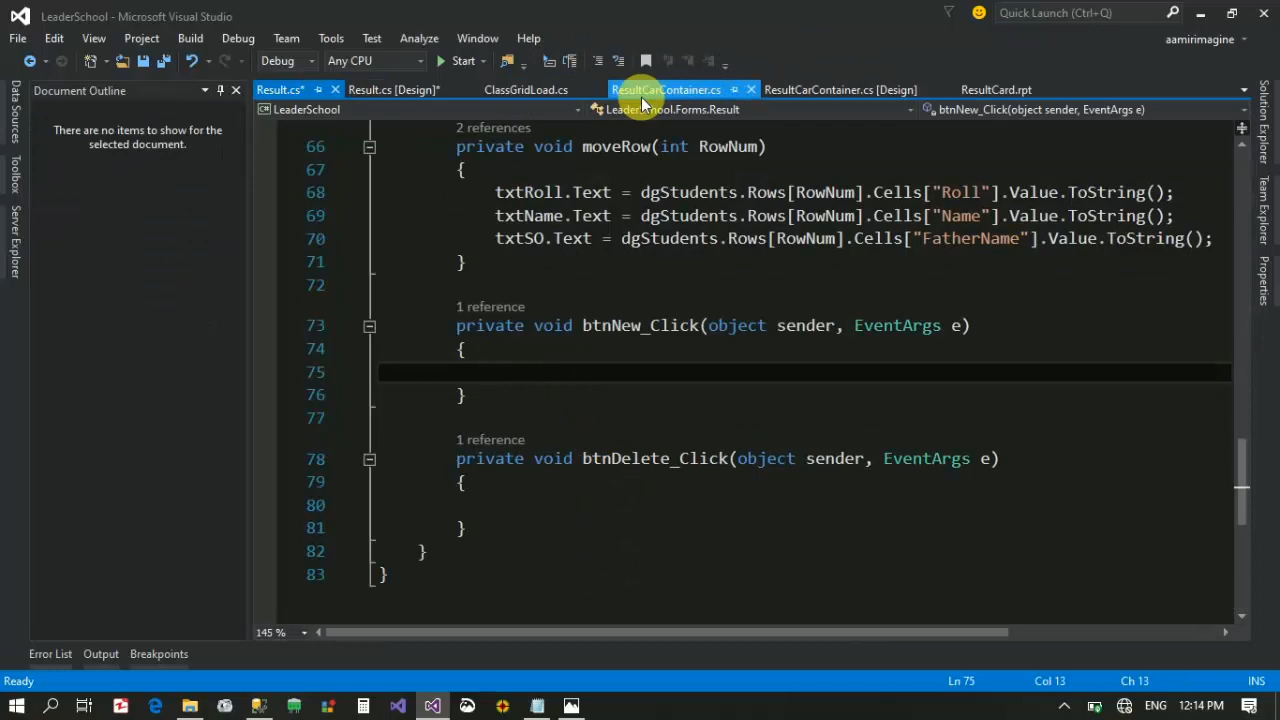 LeaderSchool - Microsoft Visual Studio
Quick Launch (Ctrl+Q)
File Edit View Project Build Debug Team Tools Test Analyze Window Help
aamirimagine
Debug Any CPU Start
Document Outline
Result.cs* Result.cs [Design]* ClassGridLoad.cs ResultCarContainer.cs ResultCarContainer.cs [Design] ResultCard.rpt
LeaderSchool LeaderSchool.Forms.Result btnNew_Click(object sender, EventArgs e)
There are no items to show for the
selected document.
Data Sources
Toolbox
Server Explorer
2 references
66 private void moveRow(int RowNum)
67 {
68 txtRoll.Text = dgStudents.Rows[RowNum].Cells["Roll"].Value.ToString();
69 txtName.Text = dgStudents.Rows[RowNum].Cells["Name"].Value.ToString();
70 txtSO.Text = dgStudents.Rows[RowNum].Cells["FatherName"].Value.ToString();
71 }
72
1 reference
73 private void btnNew_Click(object sender, EventArgs e)
74 {
75
76 }
77
1 reference
78 private void btnDelete_Click(object sender, EventArgs e)
79 {
80
81 }
82 }
83 }
Solution Explorer
Team Explorer
Properties
145 %
Error List Output Breakpoints
Ready Ln 75 Col 13 Ch 13 INS
12:14 PM